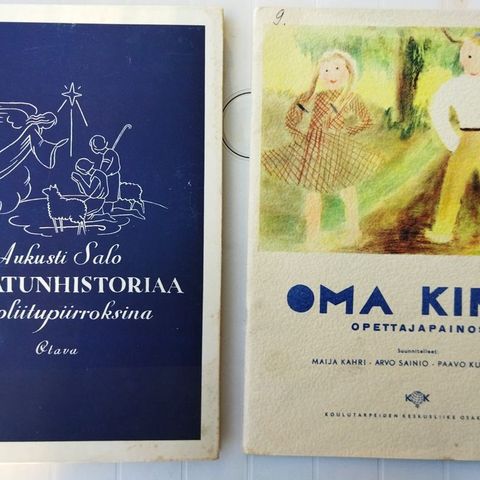 Aukusti Salo
ATUNHISTORIAA
oliitupiirroksina
Otava
9.
OMA KI
OPETTAJAPAINOS
Suunnitelleet:
MAIJA KAHRI - ARVO SAINIO - PAAVO KU
KK
KOULUTARPEIDEN KESKUSLIIKE OSAK